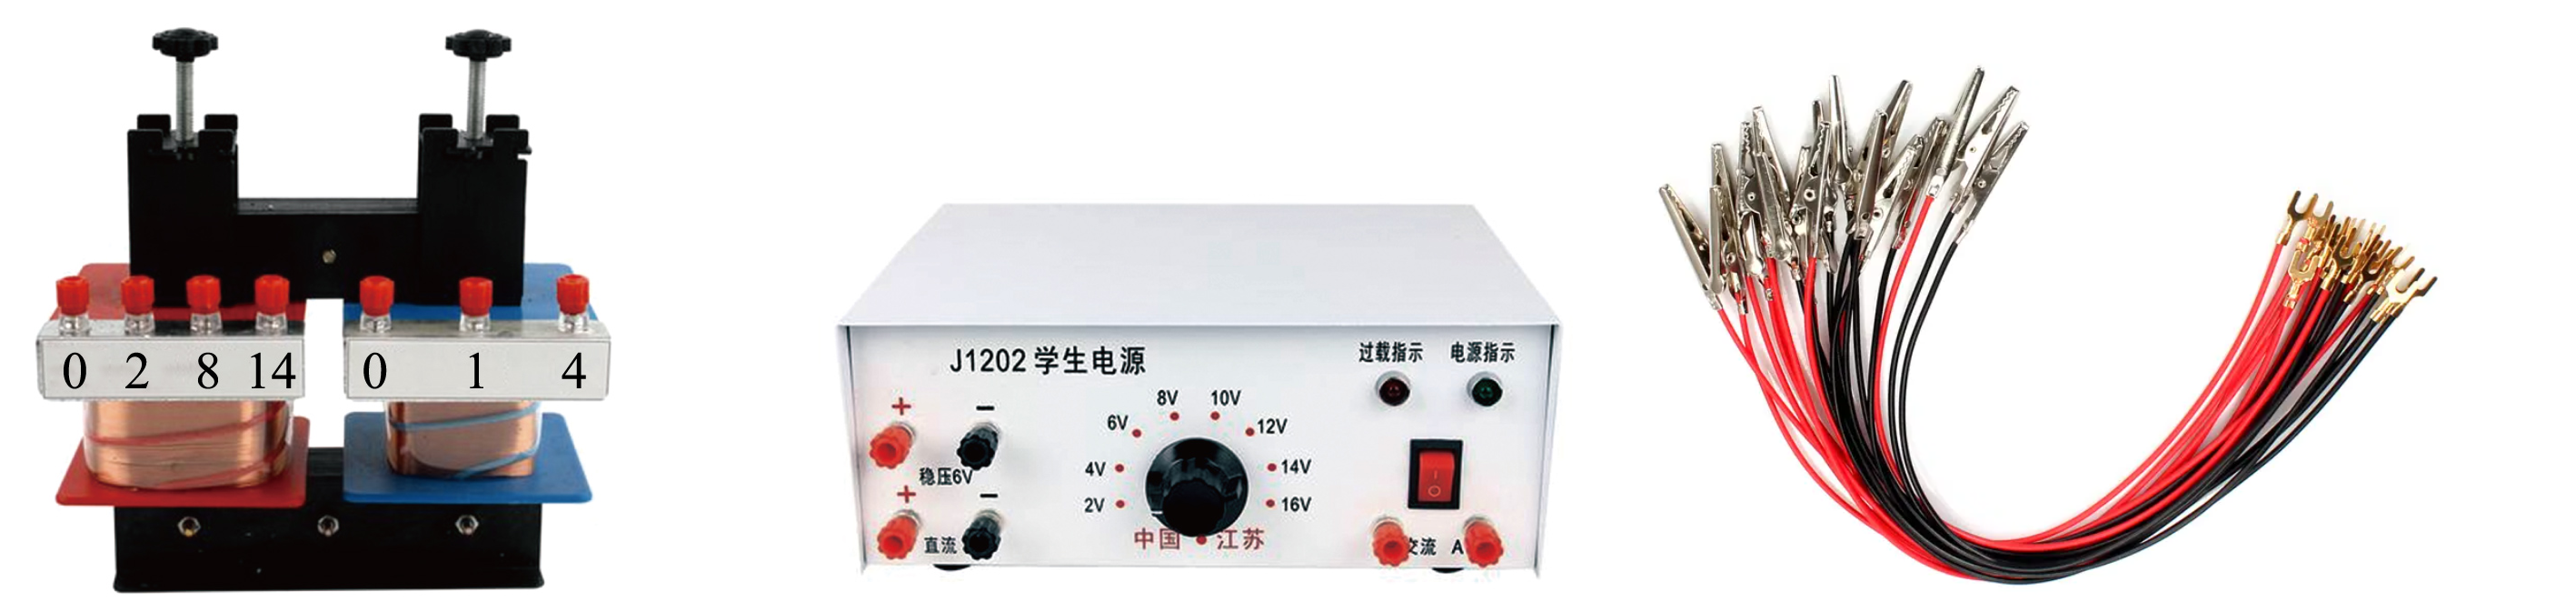 0 2 8 14
0 1 4
J1202 学生电源
过载指示 电源指示
+ −
稳压6V
+ −
直流
2V
4V
6V
8V
10V
12V
14V
16V
中国 江苏
交流 A